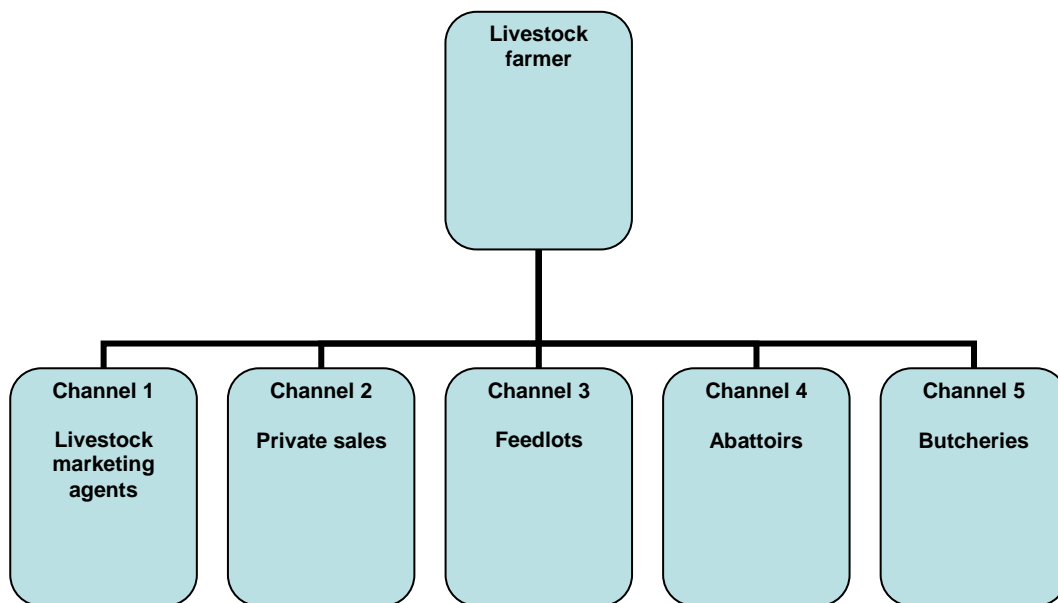 Livestock
farmer
Channel 1
Livestock
marketing
agents
Channel 2
Private sales
Channel 3
Feedlots
Channel 4
Abattoirs
Channel 5
Butcheries